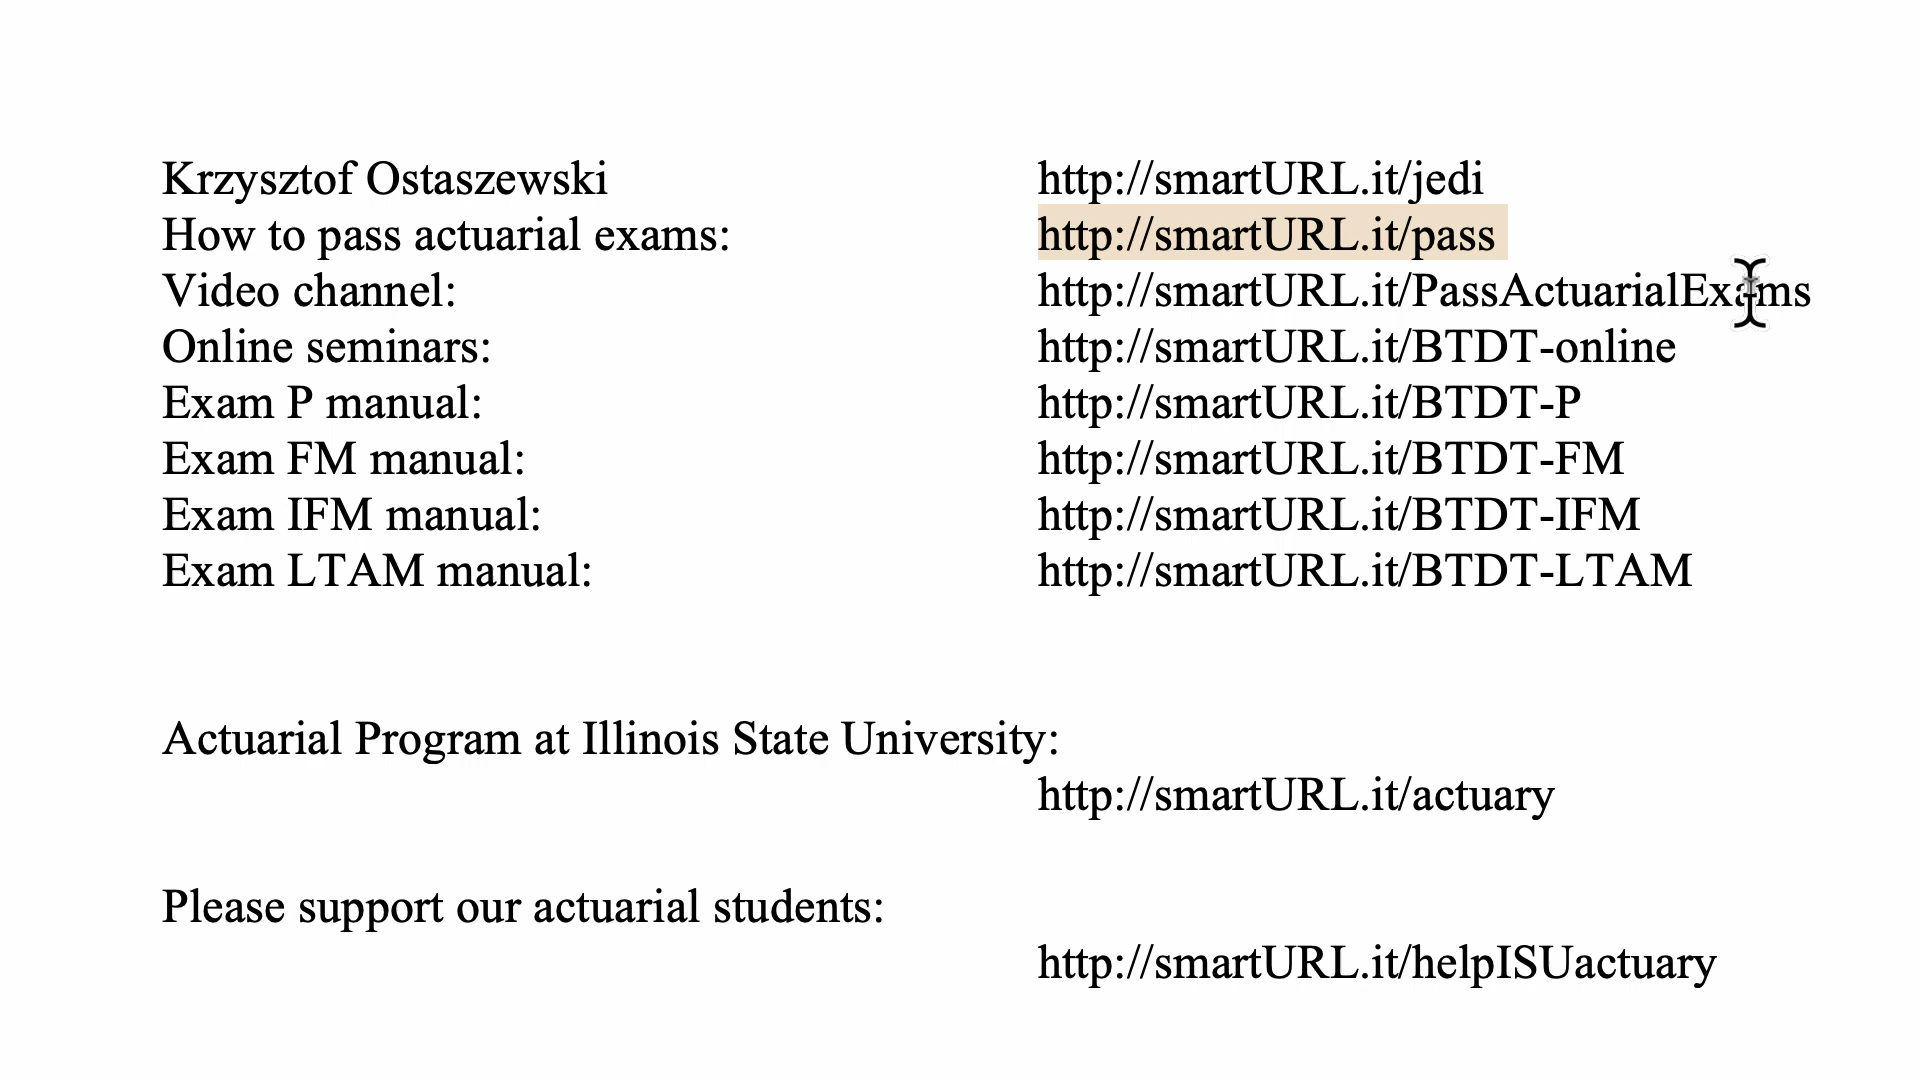 Krzysztof Ostaszewski http://smartURL.it/jedi
How to pass actuarial exams: http://smartURL.it/pass
Video channel: http://smartURL.it/PassActuarialExams
Online seminars: http://smartURL.it/BTDT-online
Exam P manual: http://smartURL.it/BTDT-P
Exam FM manual: http://smartURL.it/BTDT-FM
Exam IFM manual: http://smartURL.it/BTDT-IFM
Exam LTAM manual: http://smartURL.it/BTDT-LTAM
Actuarial Program at Illinois State University:
http://smartURL.it/actuary
Please support our actuarial students:
http://smartURL.it/helpISUactuary